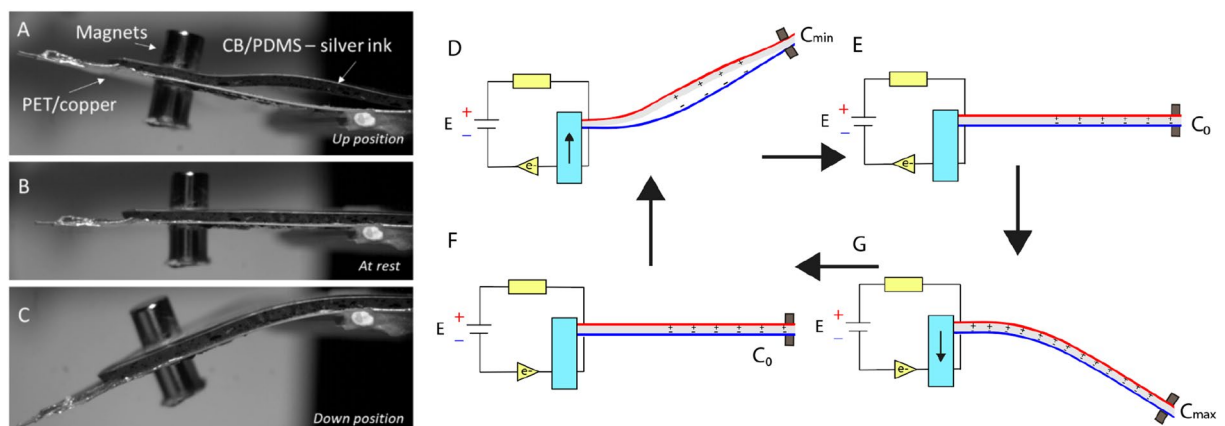 A
Magnets
CB/PDMS – silver ink
PET/copper
Up position
B
At rest
C
Down position
D
Cmin
E
+
−
e-
+ + + +
- - - -
E
E
+
−
e-
C0
F
E
+
−
e-
C0
G
E
+
−
e-
Cmax